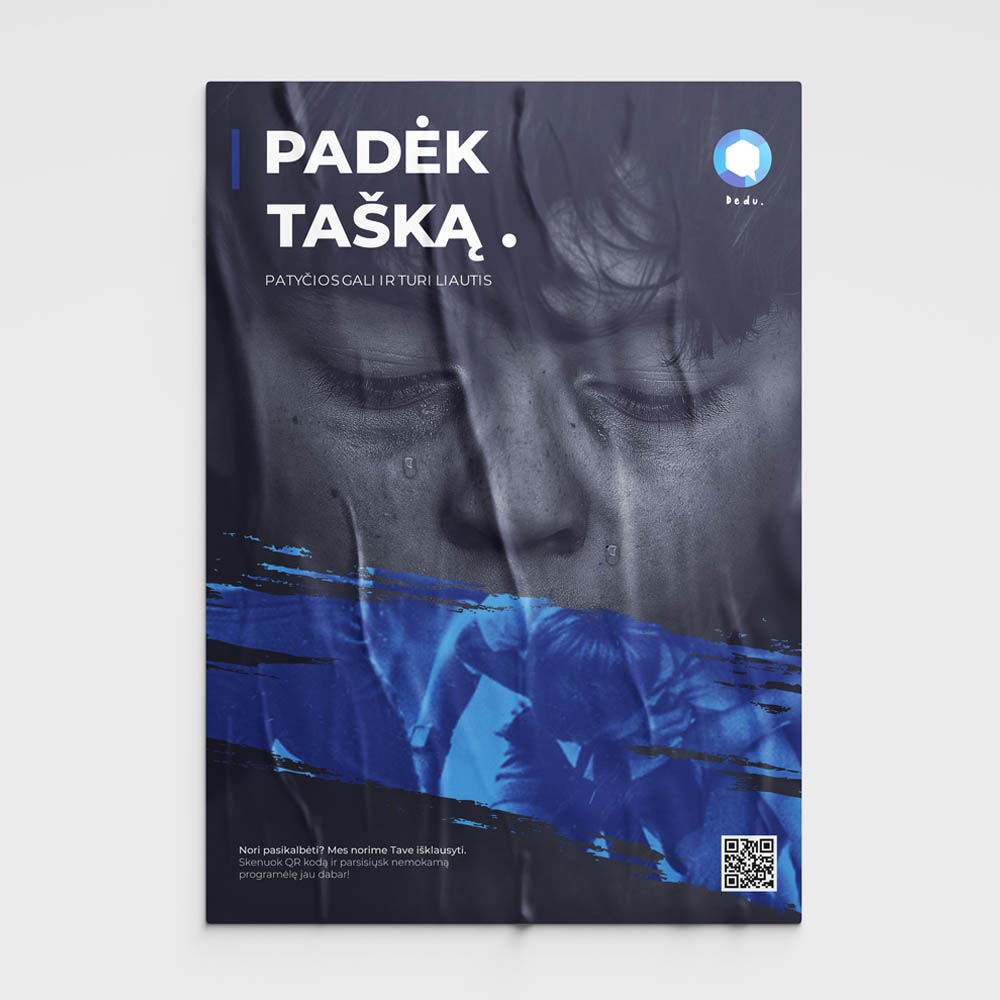 PADĖK
TAŠKĄ .
PATYČIOS GALI IR TURI LIAUTIS
Dedu.
Nori pasikalbėti? Mes norime Tave išklausyti.
Skenuok QR kodą ir parsisiųsk nemokamą
programėlę jau dabar!